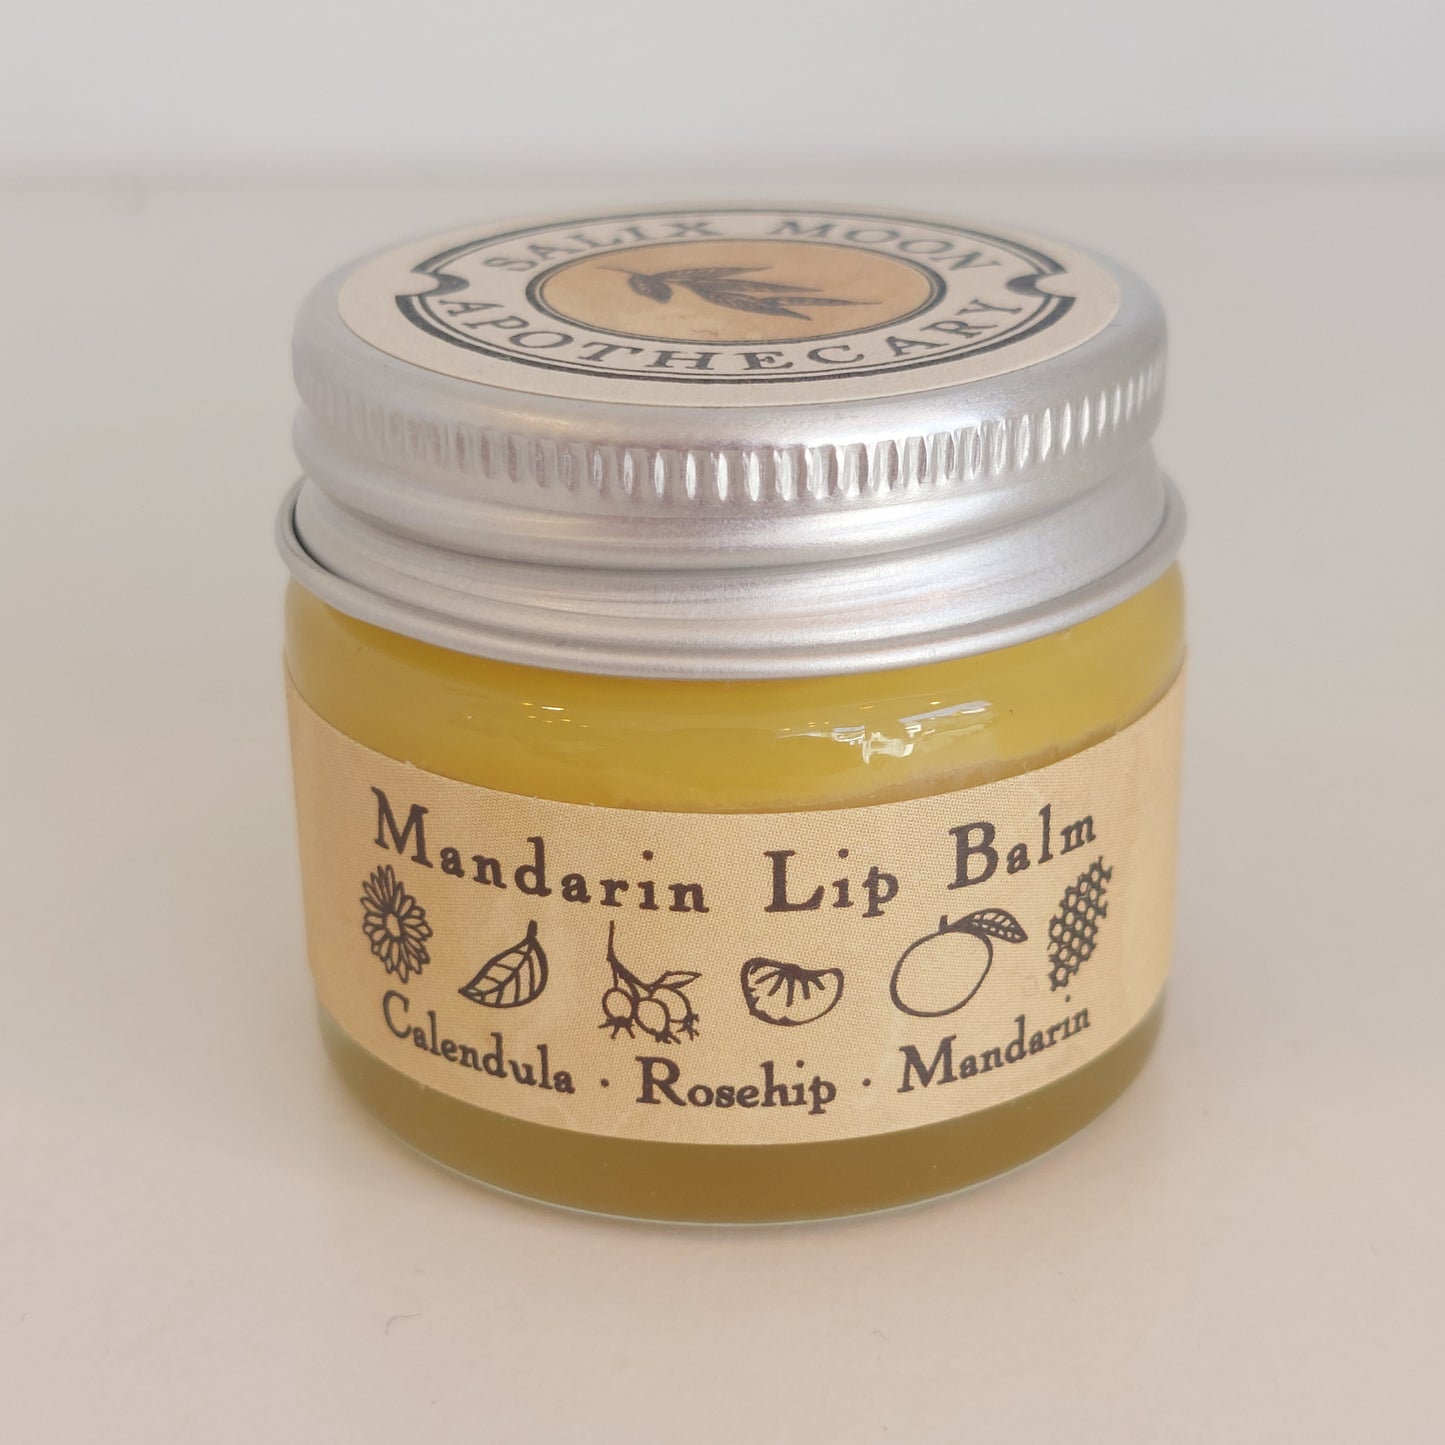 SALIX MOON
APOTHECARY
Mandarin Lip Balm
Calendula · Rosehip · Mandarin